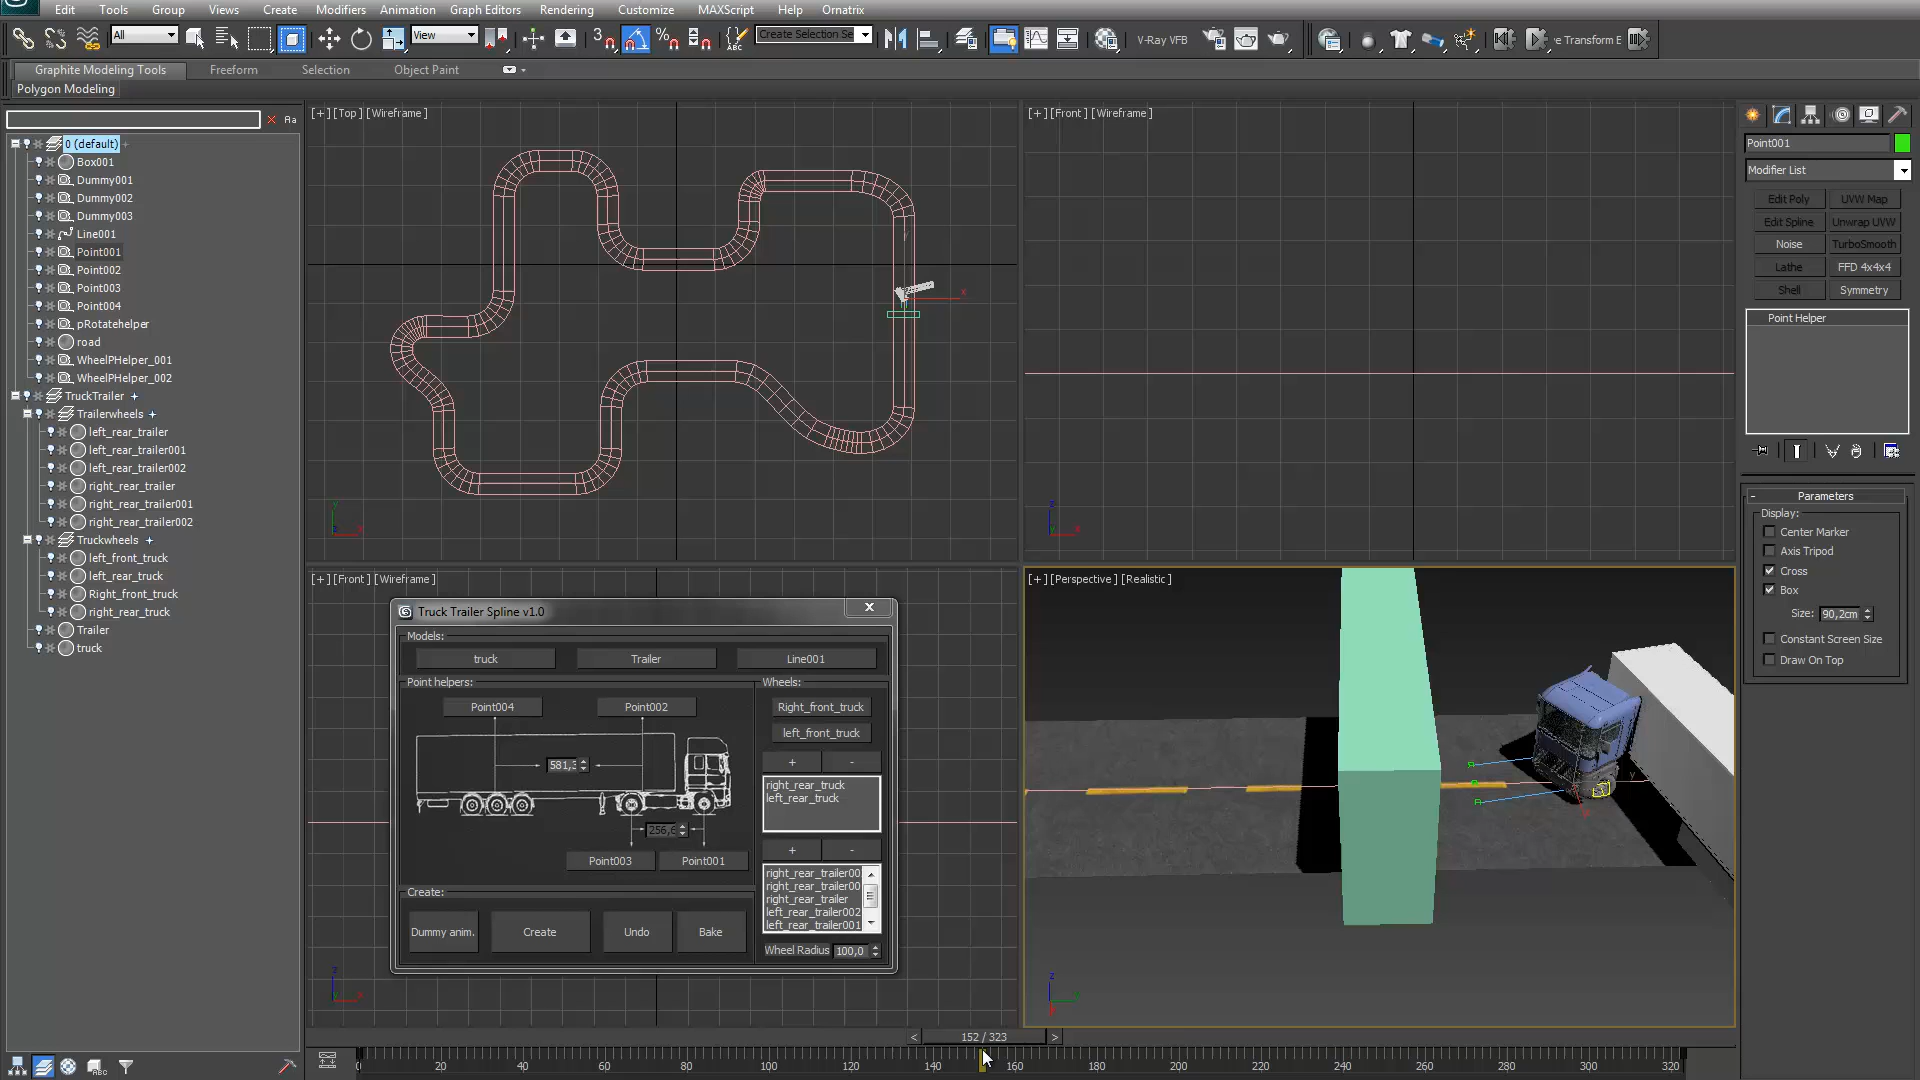 Edit Tools Group Views Create Modifiers Animation Graph Editors Rendering Customize MAXScript Help Ornatrix
All View Create Selection Se V-Ray VFB e Transform E
Graphite Modeling Tools Freeform Selection Object Paint
Polygon Modeling
Aa
0 (default)
Box001
Dummy001
Dummy002
Dummy003
Line001
Point001
Point002
Point003
Point004
pRotatehelper
road
WheelPHelper_001
WheelPHelper_002
TruckTrailer
Trailerwheels
left_rear_trailer
left_rear_trailer001
left_rear_trailer002
right_rear_trailer
right_rear_trailer001
right_rear_trailer002
Truckwheels
left_front_truck
left_rear_truck
Right_front_truck
right_rear_truck
Trailer
truck
[+] [Top] [Wireframe]
[+] [Front] [Wireframe]
[+] [Front] [Wireframe]
[+] [Perspective] [Realistic]
Truck Trailer Spline v1.0
Models:
truck Trailer Line001
Point helpers:
Point004 Point002
581,3
256,6
Point003 Point001
Wheels:
Right_front_truck
left_front_truck
+ -
right_rear_truck
left_rear_truck
+ -
right_rear_trailer00
right_rear_trailer00
right_rear_trailer
left_rear_trailer002
left_rear_trailer001
Wheel Radius 100,0
Create:
Dummy anim. Create Undo Bake
Point001
Modifier List
Edit Poly UVW Map
Edit Spline Unwrap UVW
Noise TurboSmooth
Lathe FFD 4x4x4
Shell Symmetry
Point Helper
- Parameters
Display:
Center Marker
Axis Tripod
Cross
Box
Size: 90,2cm
Constant Screen Size
Draw On Top
< 152 / 323 >
0 20 40 60 80 100 120 140 160 180 200 220 240 260 280 300 320